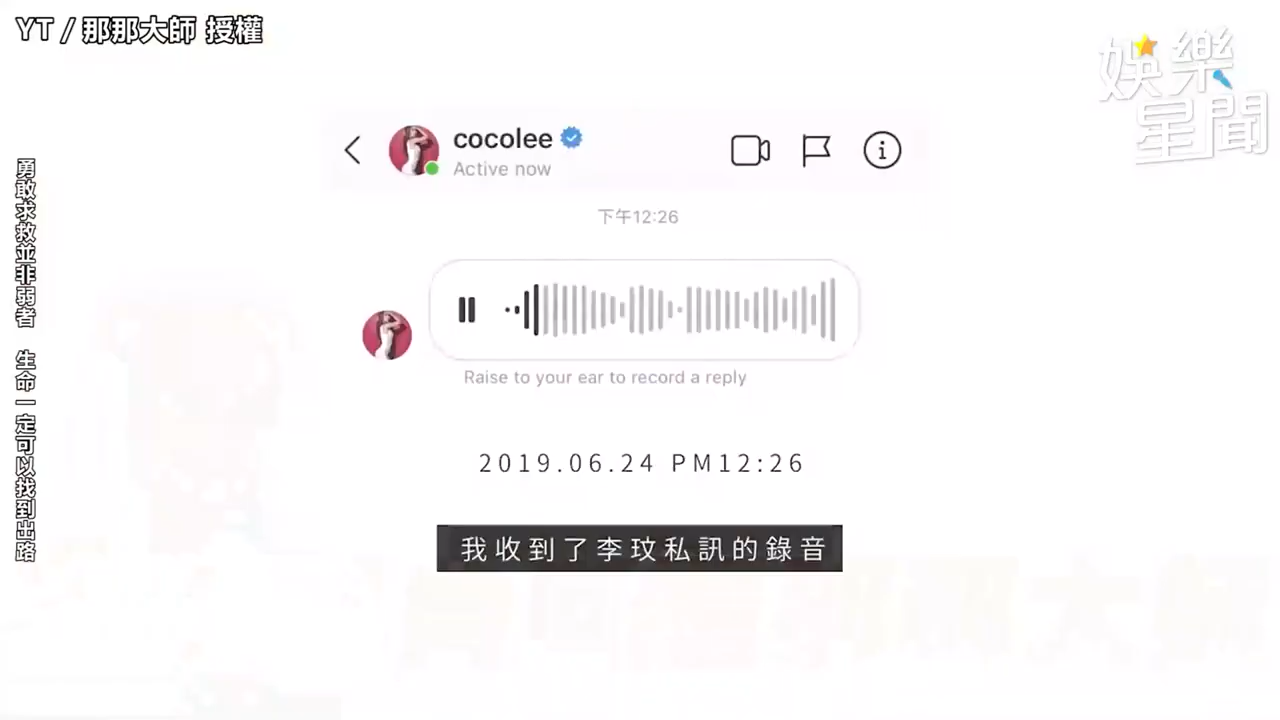 YT / 那那大師 授權
娛樂
星聞
cocolee
Active now
下午12:26
Raise to your ear to record a reply
2019.06.24 PM12:26
我收到了李玟私訊的錄音
勇敢求救並非弱者 生命一定可以找到出路